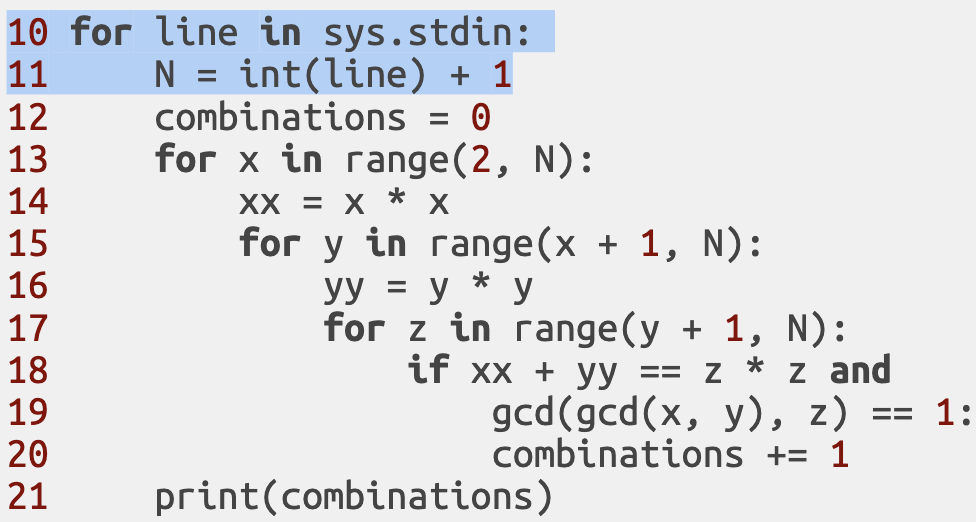 10 for line in sys.stdin:
11     N = int(line) + 1
12     combinations = 0
13     for x in range(2, N):
14         xx = x * x
15         for y in range(x + 1, N):
16             yy = y * y
17             for z in range(y + 1, N):
18                 if xx + yy == z * z and
19                     gcd(gcd(x, y), z) == 1:
20                     combinations += 1
21     print(combinations)